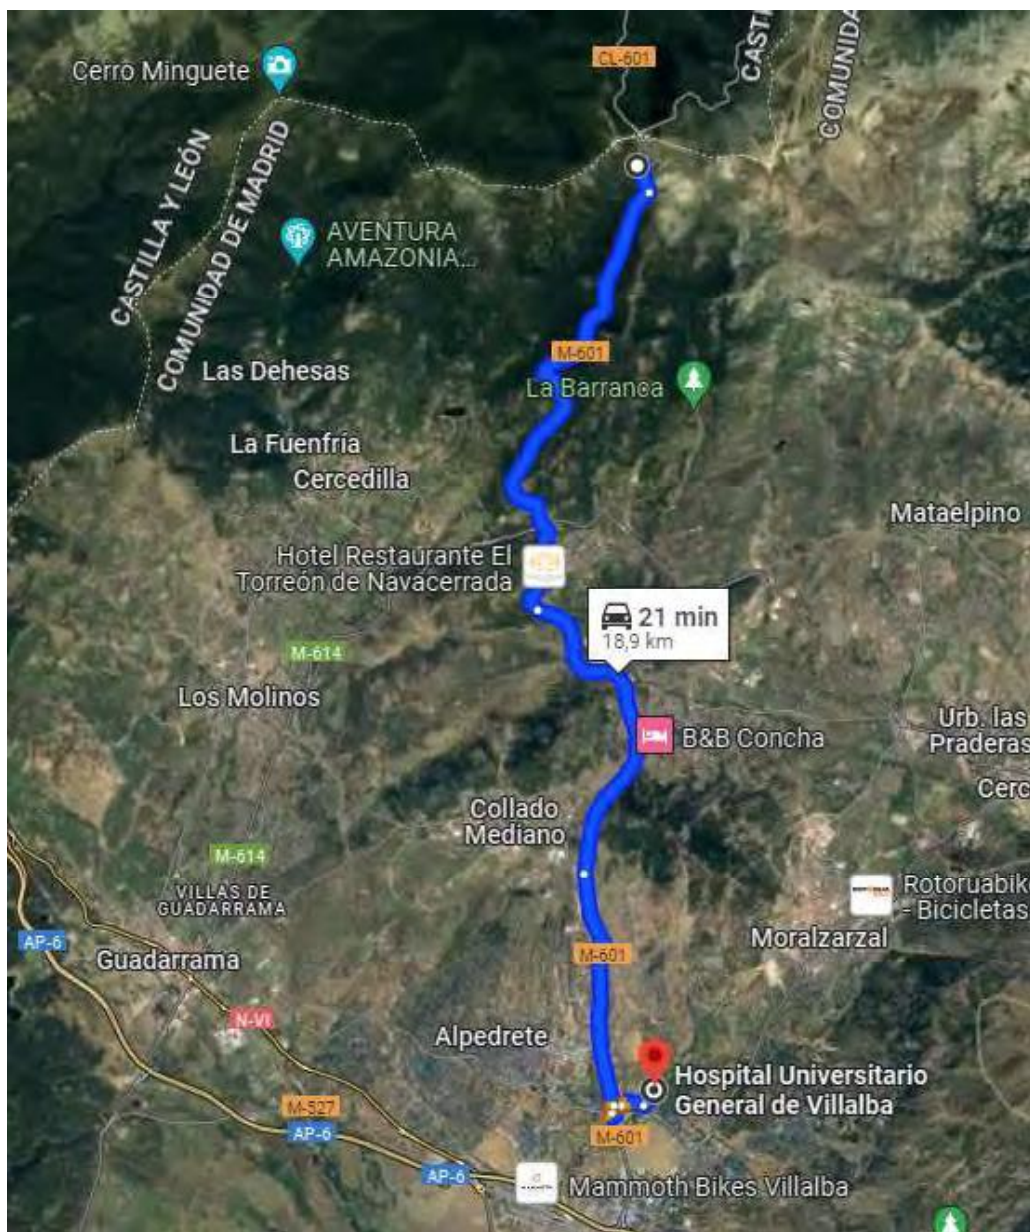 CL-601
CASTI
COMUNIDA
Cerro Minguete
CASTILLA Y LEÓN
COMUNIDAD DE MADRID
AVENTURA
AMAZONIA...
M-601
Las Dehesas
La Barranca
La Fuenfría
Cercedilla
Mataelpino
Hotel Restaurante El
Torreón de Navacerrada
21 min
18,9 km
M-614
Los Molinos
Urb. las
Praderas
B&B Concha
Cerc
Collado
Mediano
M-614
VILLAS DE
GUADARRAMA
Rotoruabike
- Bicicletas
Moralzarzal
AP-6
Guadarrama
M-601
N-VI
Alpedrete
Hospital Universitario
General de Villalba
M-527
AP-6
M-601
AP-6
Mammoth Bikes Villalba